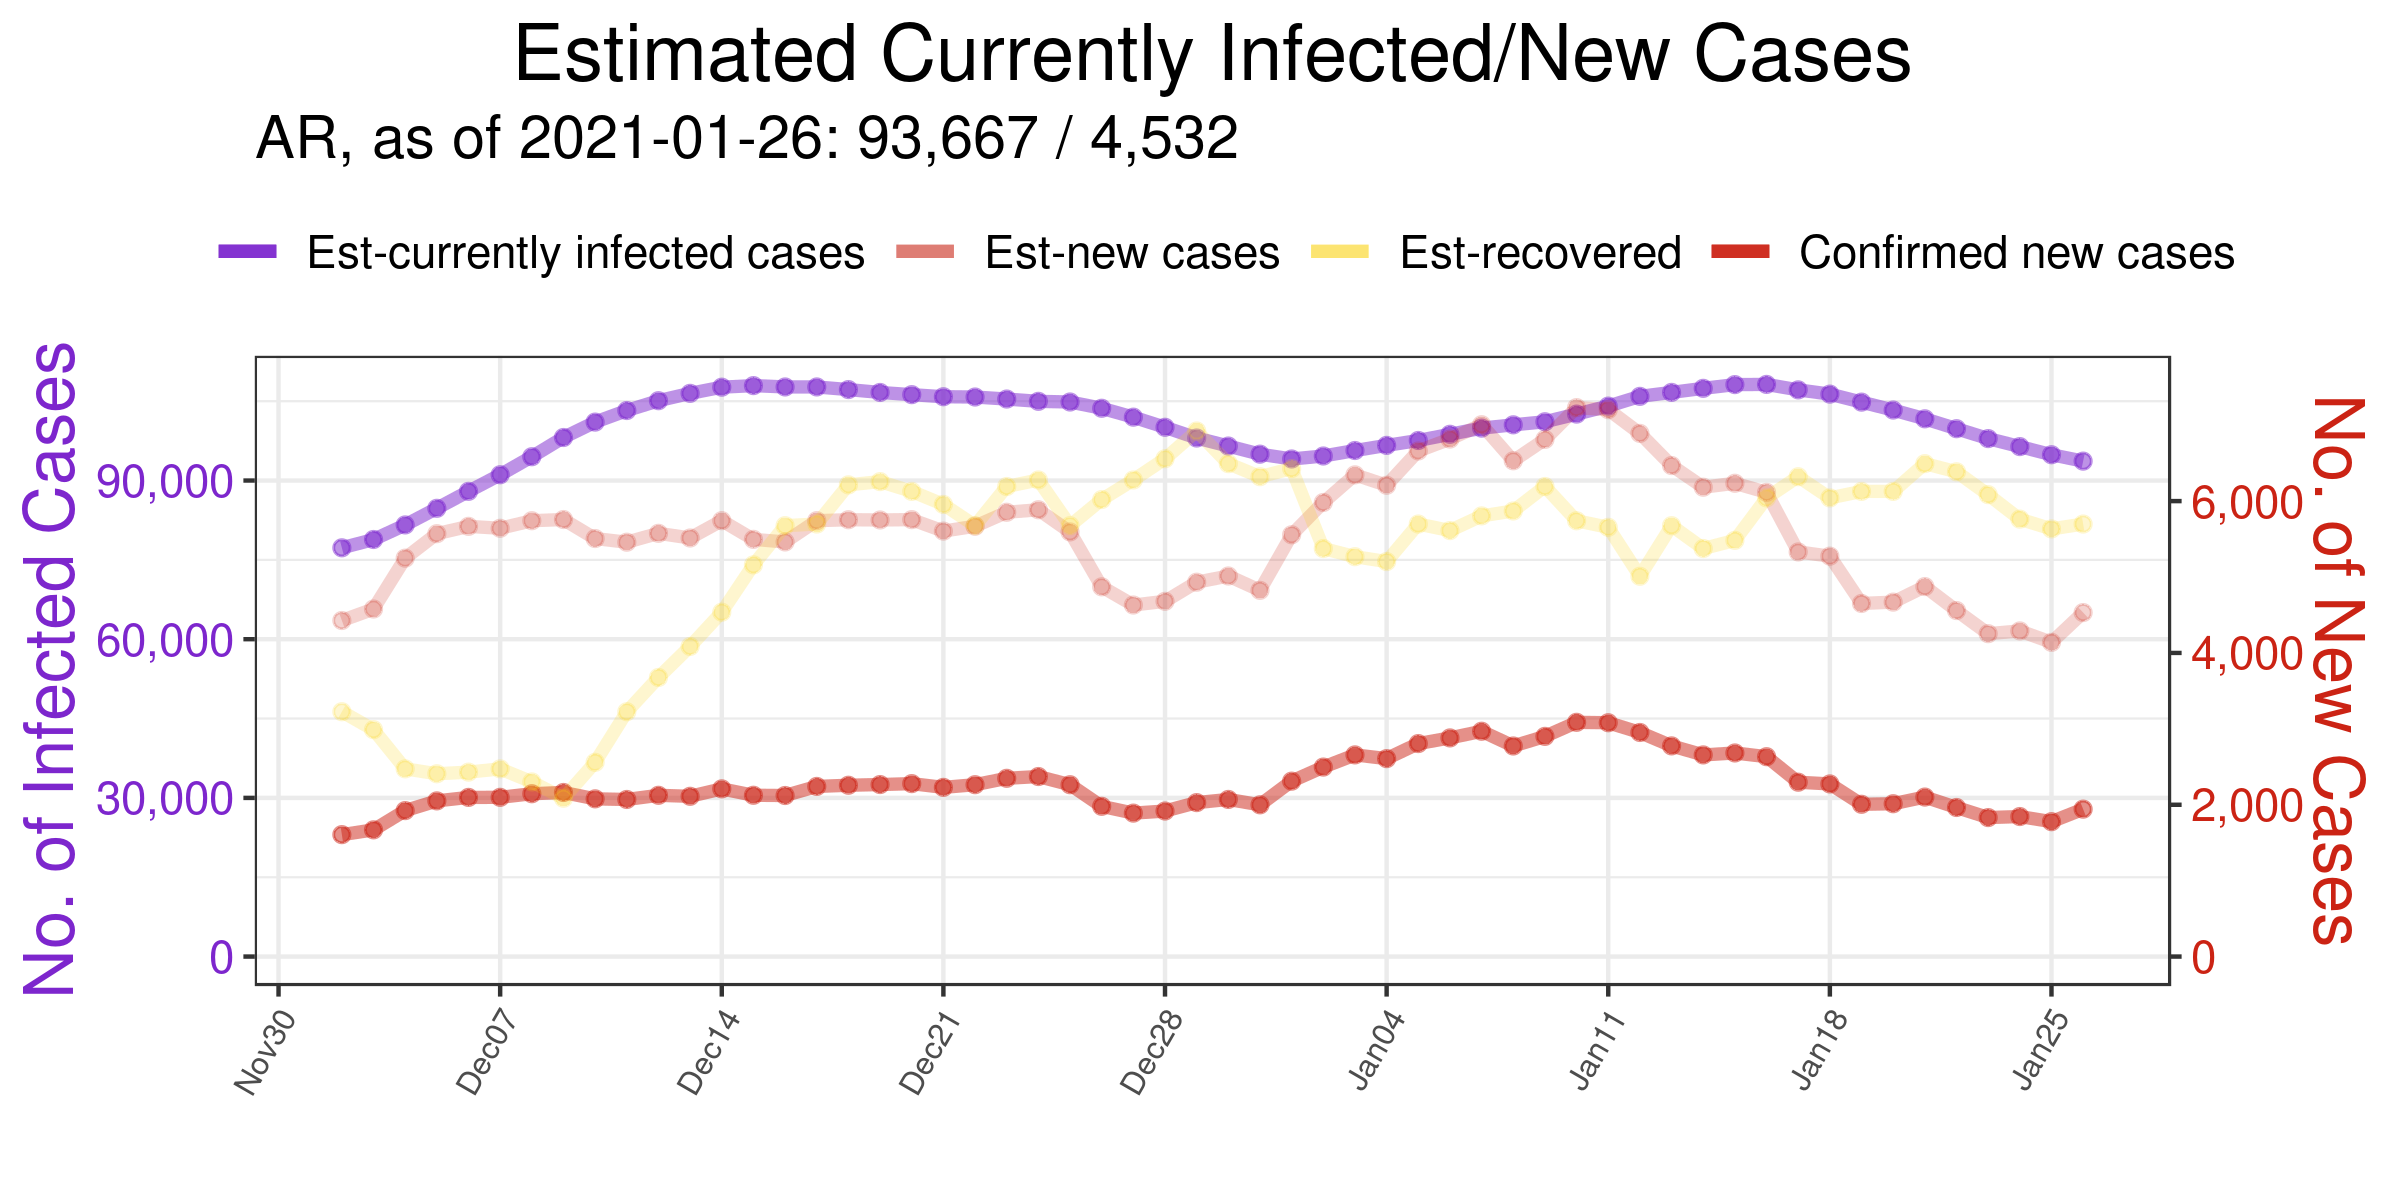 Estimated Currently Infected/New Cases
AR, as of 2021-01-26: 93,667 / 4,532
Est-currently infected cases
Est-new cases
Est-recovered
Confirmed new cases
No. of Infected Cases
90,000
60,000
30,000
0
No. of New Cases
6,000
4,000
2,000
0
Nov30
Dec07
Dec14
Dec21
Dec28
Jan04
Jan11
Jan18
Jan25